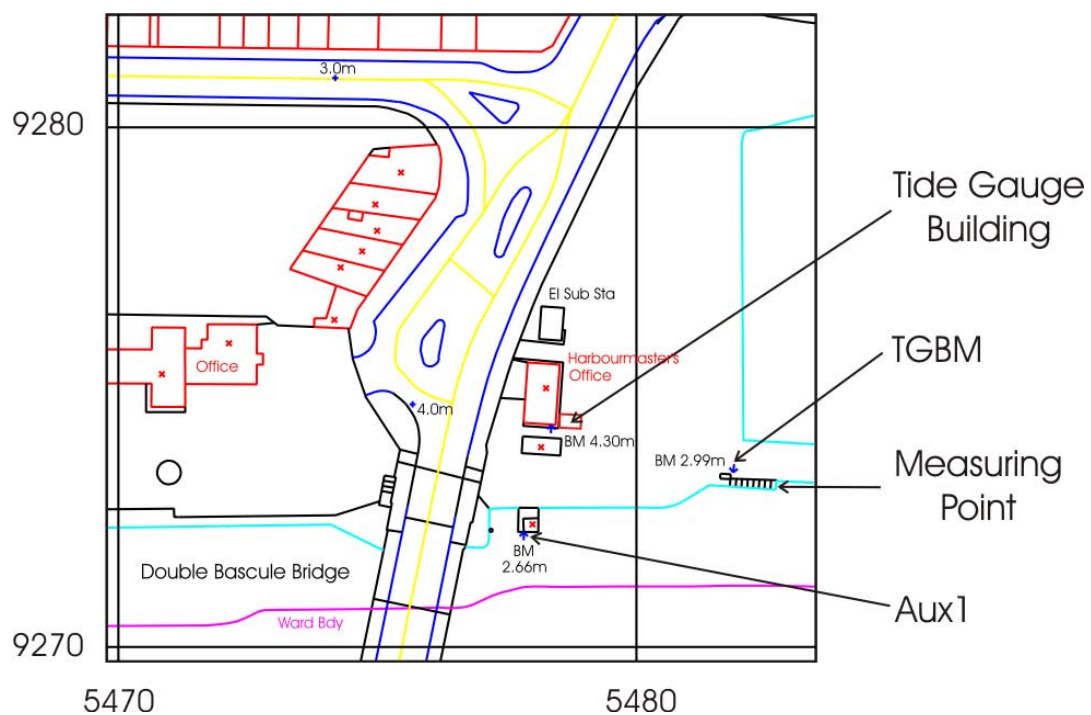 3.0m
9280
Tide Gauge
Building
El Sub Sta
Harbourmaster's
Office
Office
TGBM
4.0m
BM 4.30m
BM 2.99m
Measuring
Point
BM
2.66m
Double Bascule Bridge
Aux1
Ward Bdy
9270
5470
5480